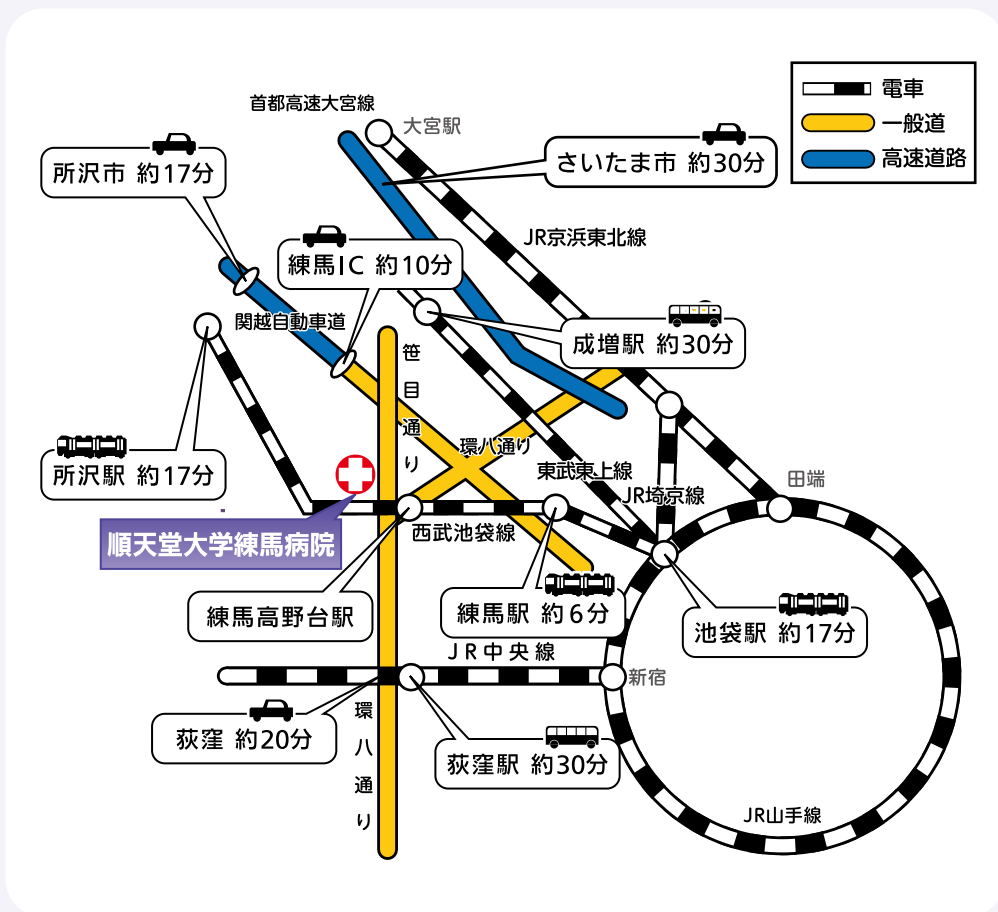 電車
一般道
高速道路
首都高速大宮線
大宮駅
さいたま市 約30分
所沢市 約17分
JR京浜東北線
練馬IC 約10分
関越自動車道
成増駅 約30分
笹目通り
環八通り
所沢駅 約17分
東武東上線
JR埼京線
田端
順天堂大学練馬病院
西武池袋線
練馬高野台駅
練馬駅 約6分
池袋駅 約17分
JR中央線
新宿
荻窪 約20分
環八通り
荻窪駅 約30分
JR山手線